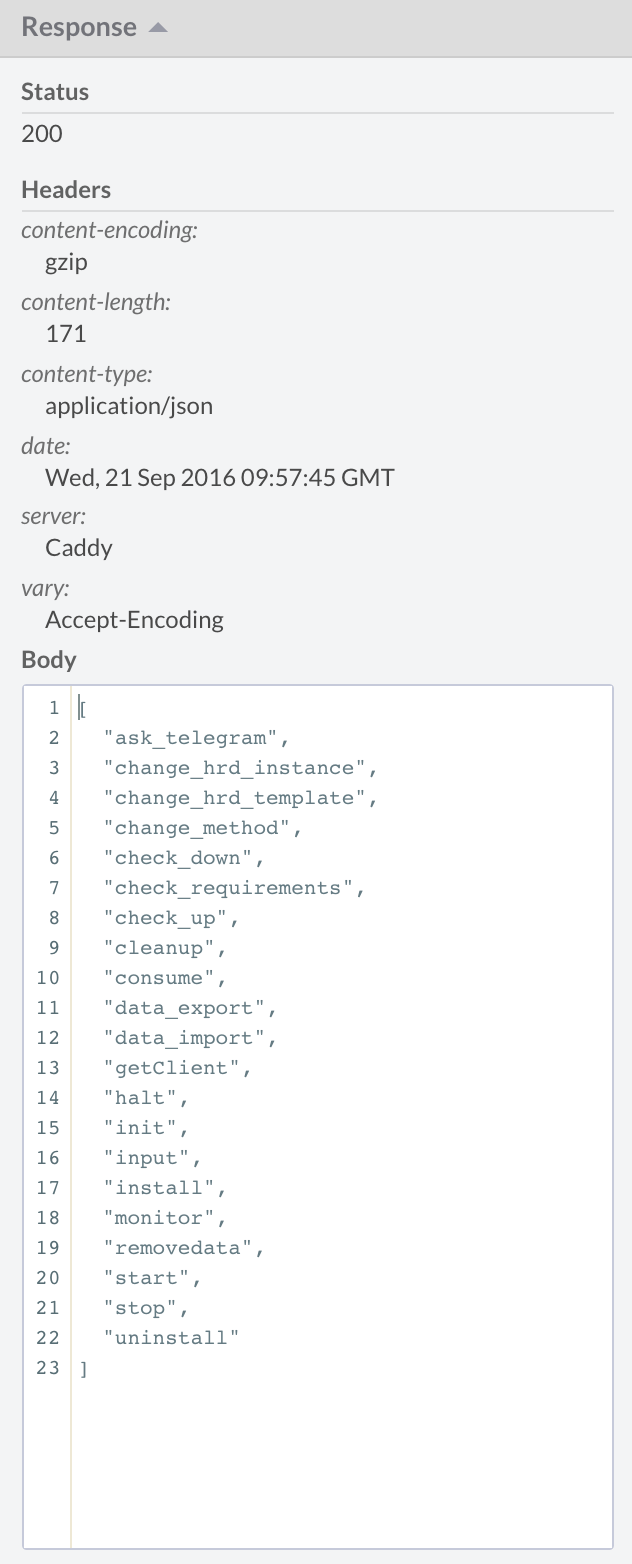 Response
Status
200
Headers
content-encoding:
gzip
content-length:
171
content-type:
application/json
date:
Wed, 21 Sep 2016 09:57:45 GMT
server:
Caddy
vary:
Accept-Encoding
Body
1 [
2 "ask_telegram",
3 "change_hrd_instance",
4 "change_hrd_template",
5 "change_method",
6 "check_down",
7 "check_requirements",
8 "check_up",
9 "cleanup",
10 "consume",
11 "data_export",
12 "data_import",
13 "getClient",
14 "halt",
15 "init",
16 "input",
17 "install",
18 "monitor",
19 "removedata",
20 "start",
21 "stop",
22 "uninstall"
23 ]